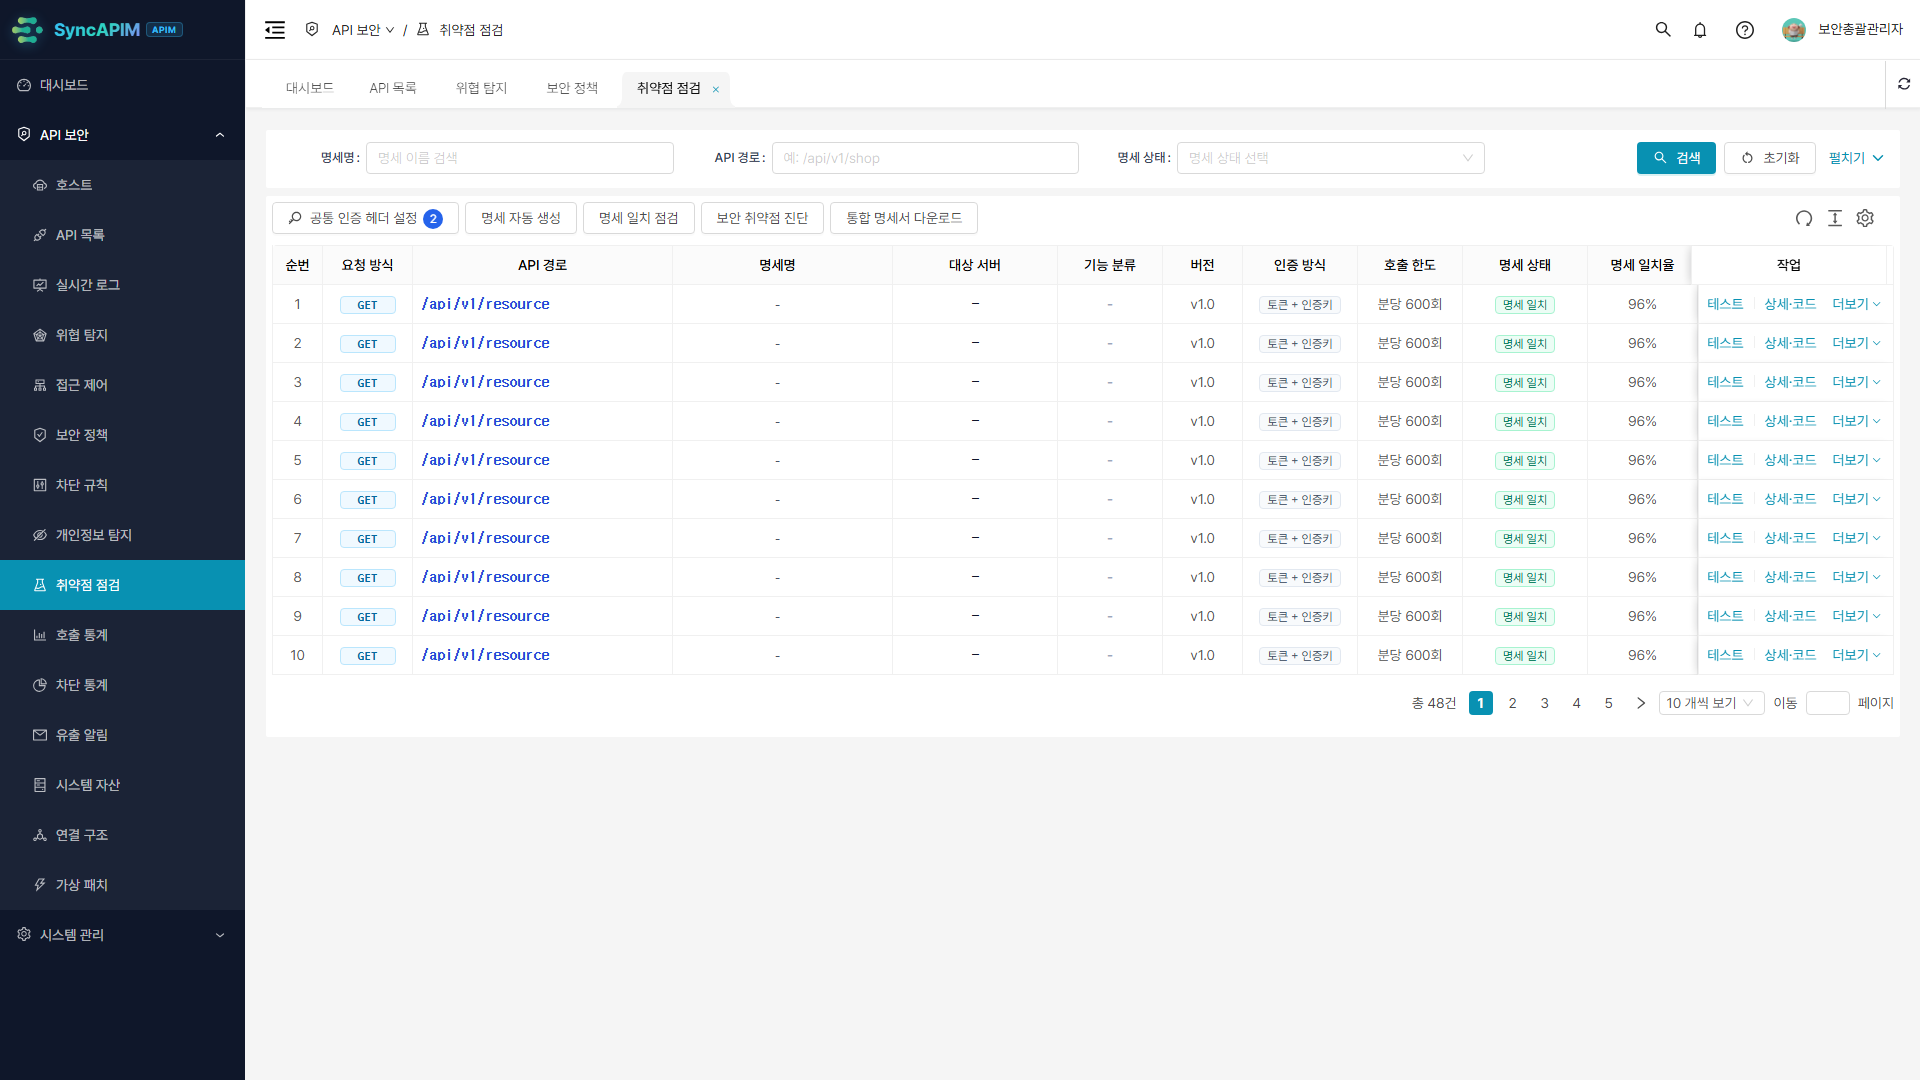 SyncAPIM APIM
대시보드
API 보안
호스트
API 목록
실시간 로그
위협 탐지
접근 제어
보안 정책
차단 규칙
개인정보 탐지
취약점 점검
호출 통계
차단 통계
유출 알림
시스템 자산
연결 구조
가상 패치
시스템 관리
API 보안 / 취약점 점검
보안총괄관리자
대시보드 API 목록 위협 탐지 보안 정책 취약점 점검 ×
명세명: 명세 이름 검색 API 경로: 예: /api/v1/shop 명세 상태: 명세 상태 선택 검색 초기화 펼치기
공통 인증 헤더 설정 2 명세 자동 생성 명세 일치 점검 보안 취약점 진단 통합 명세서 다운로드
순번 요청 방식 API 경로 명세명 대상 서버 기능 분류 버전 인증 방식 호출 한도 명세 상태 명세 일치율 작업
1 GET /api/v1/resource - – - v1.0 토큰 + 인증키 분당 600회 명세 일치 96% 테스트 상세·코드 더보기
2 GET /api/v1/resource - – - v1.0 토큰 + 인증키 분당 600회 명세 일치 96% 테스트 상세·코드 더보기
3 GET /api/v1/resource - – - v1.0 토큰 + 인증키 분당 600회 명세 일치 96% 테스트 상세·코드 더보기
4 GET /api/v1/resource - – - v1.0 토큰 + 인증키 분당 600회 명세 일치 96% 테스트 상세·코드 더보기
5 GET /api/v1/resource - – - v1.0 토큰 + 인증키 분당 600회 명세 일치 96% 테스트 상세·코드 더보기
6 GET /api/v1/resource - – - v1.0 토큰 + 인증키 분당 600회 명세 일치 96% 테스트 상세·코드 더보기
7 GET /api/v1/resource - – - v1.0 토큰 + 인증키 분당 600회 명세 일치 96% 테스트 상세·코드 더보기
8 GET /api/v1/resource - – - v1.0 토큰 + 인증키 분당 600회 명세 일치 96% 테스트 상세·코드 더보기
9 GET /api/v1/resource - – - v1.0 토큰 + 인증키 분당 600회 명세 일치 96% 테스트 상세·코드 더보기
10 GET /api/v1/resource - – - v1.0 토큰 + 인증키 분당 600회 명세 일치 96% 테스트 상세·코드 더보기
총 48건 1 2 3 4 5 10 개씩 보기 이동 페이지